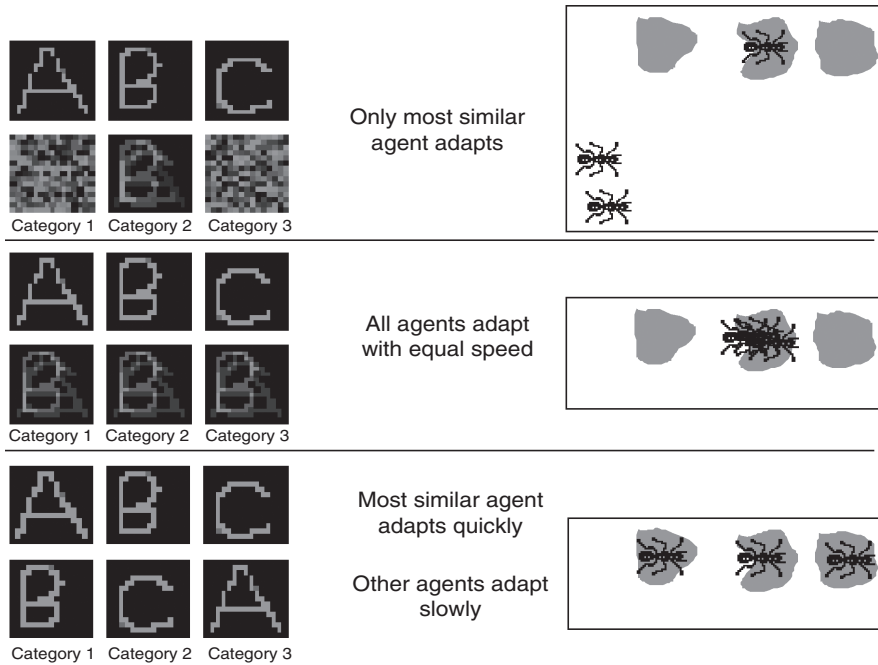 A B C
Only most similar
agent adapts
Category 1 Category 2 Category 3
A B C
All agents adapt
with equal speed
Category 1 Category 2 Category 3
A B C
Most similar agent
adapts quickly
B C A
Other agents adapt
slowly
Category 1 Category 2 Category 3